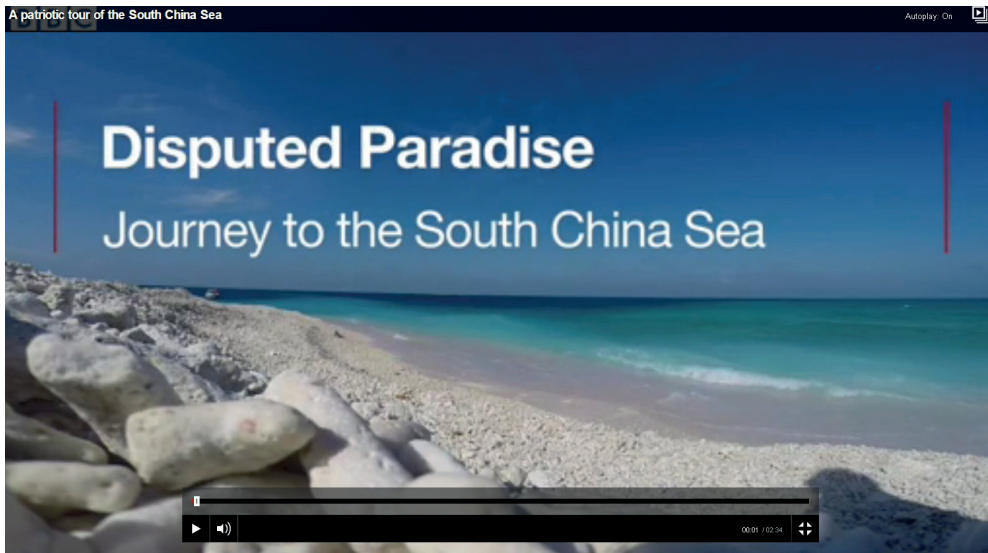 A patriotic tour of the South China Sea
BBC
Autoplay: On
Disputed Paradise
Journey to the South China Sea
00:01 / 02:34